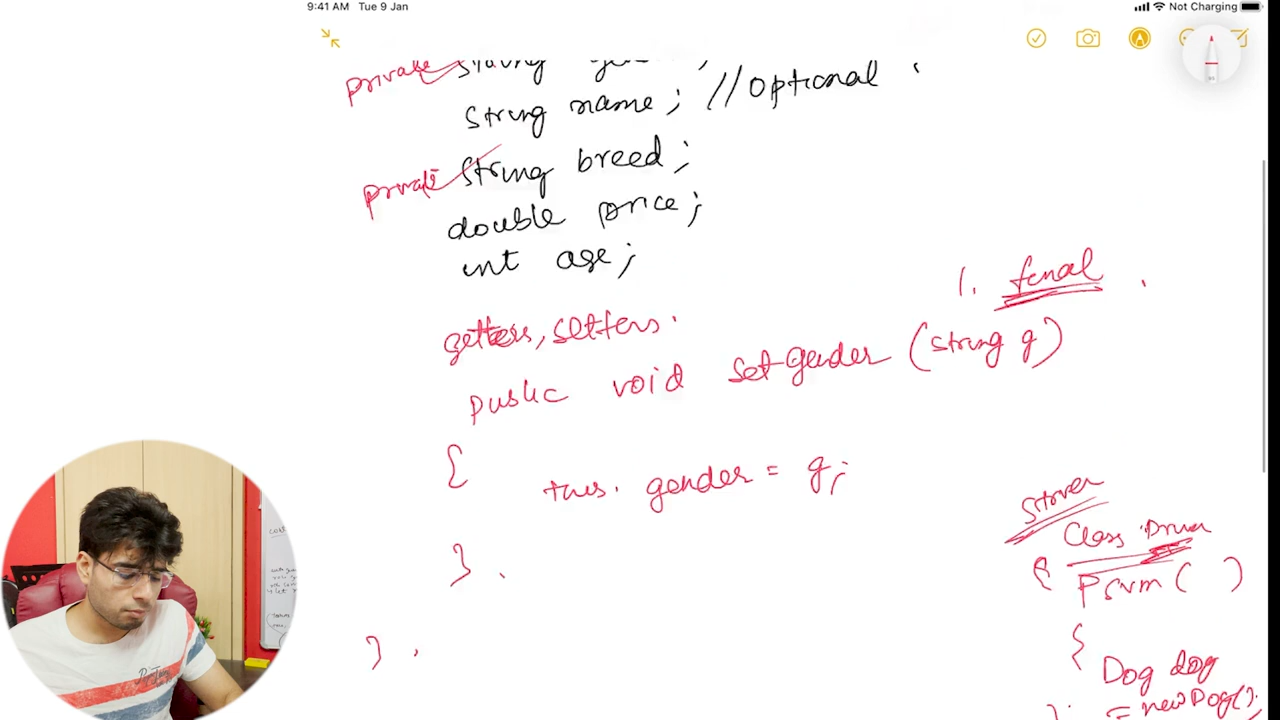 9:41 AM Tue 9 Jan
Not Charging
private String
String name; //optional
private String breed;
double price;
int age;
1. final
getters, setters.
public void setgender (string g)
{
this. gender = g;
}
}
Class Driver
{ Psvm( )
{
Dog dog
= new Dog();